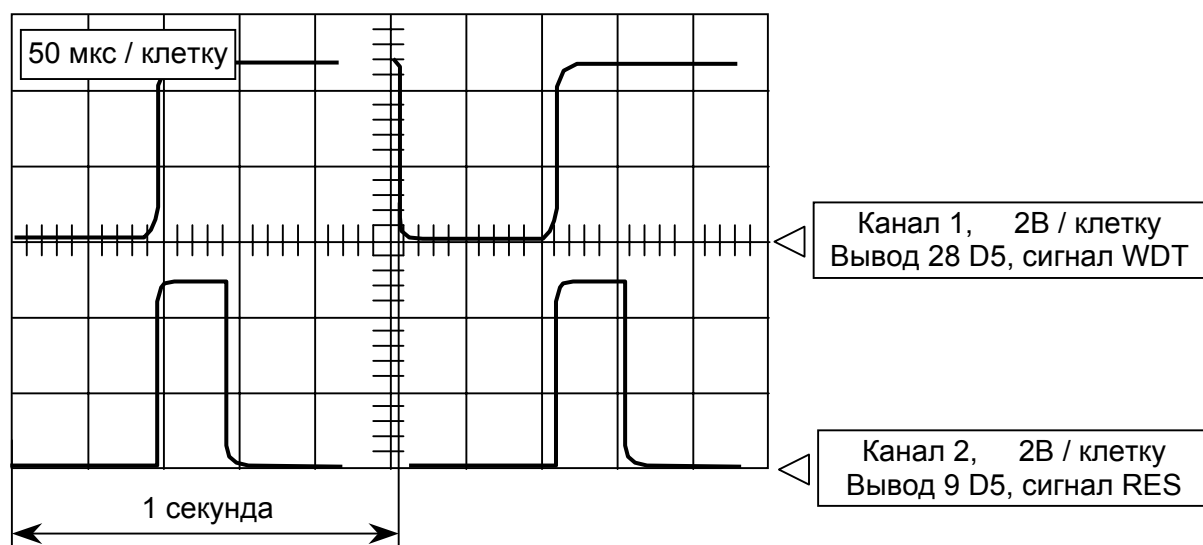 50 мкс / клетку
Канал 1, 2В / клетку
Вывод 28 D5, сигнал WDT
Канал 2, 2В / клетку
Вывод 9 D5, сигнал RES
1 секунда